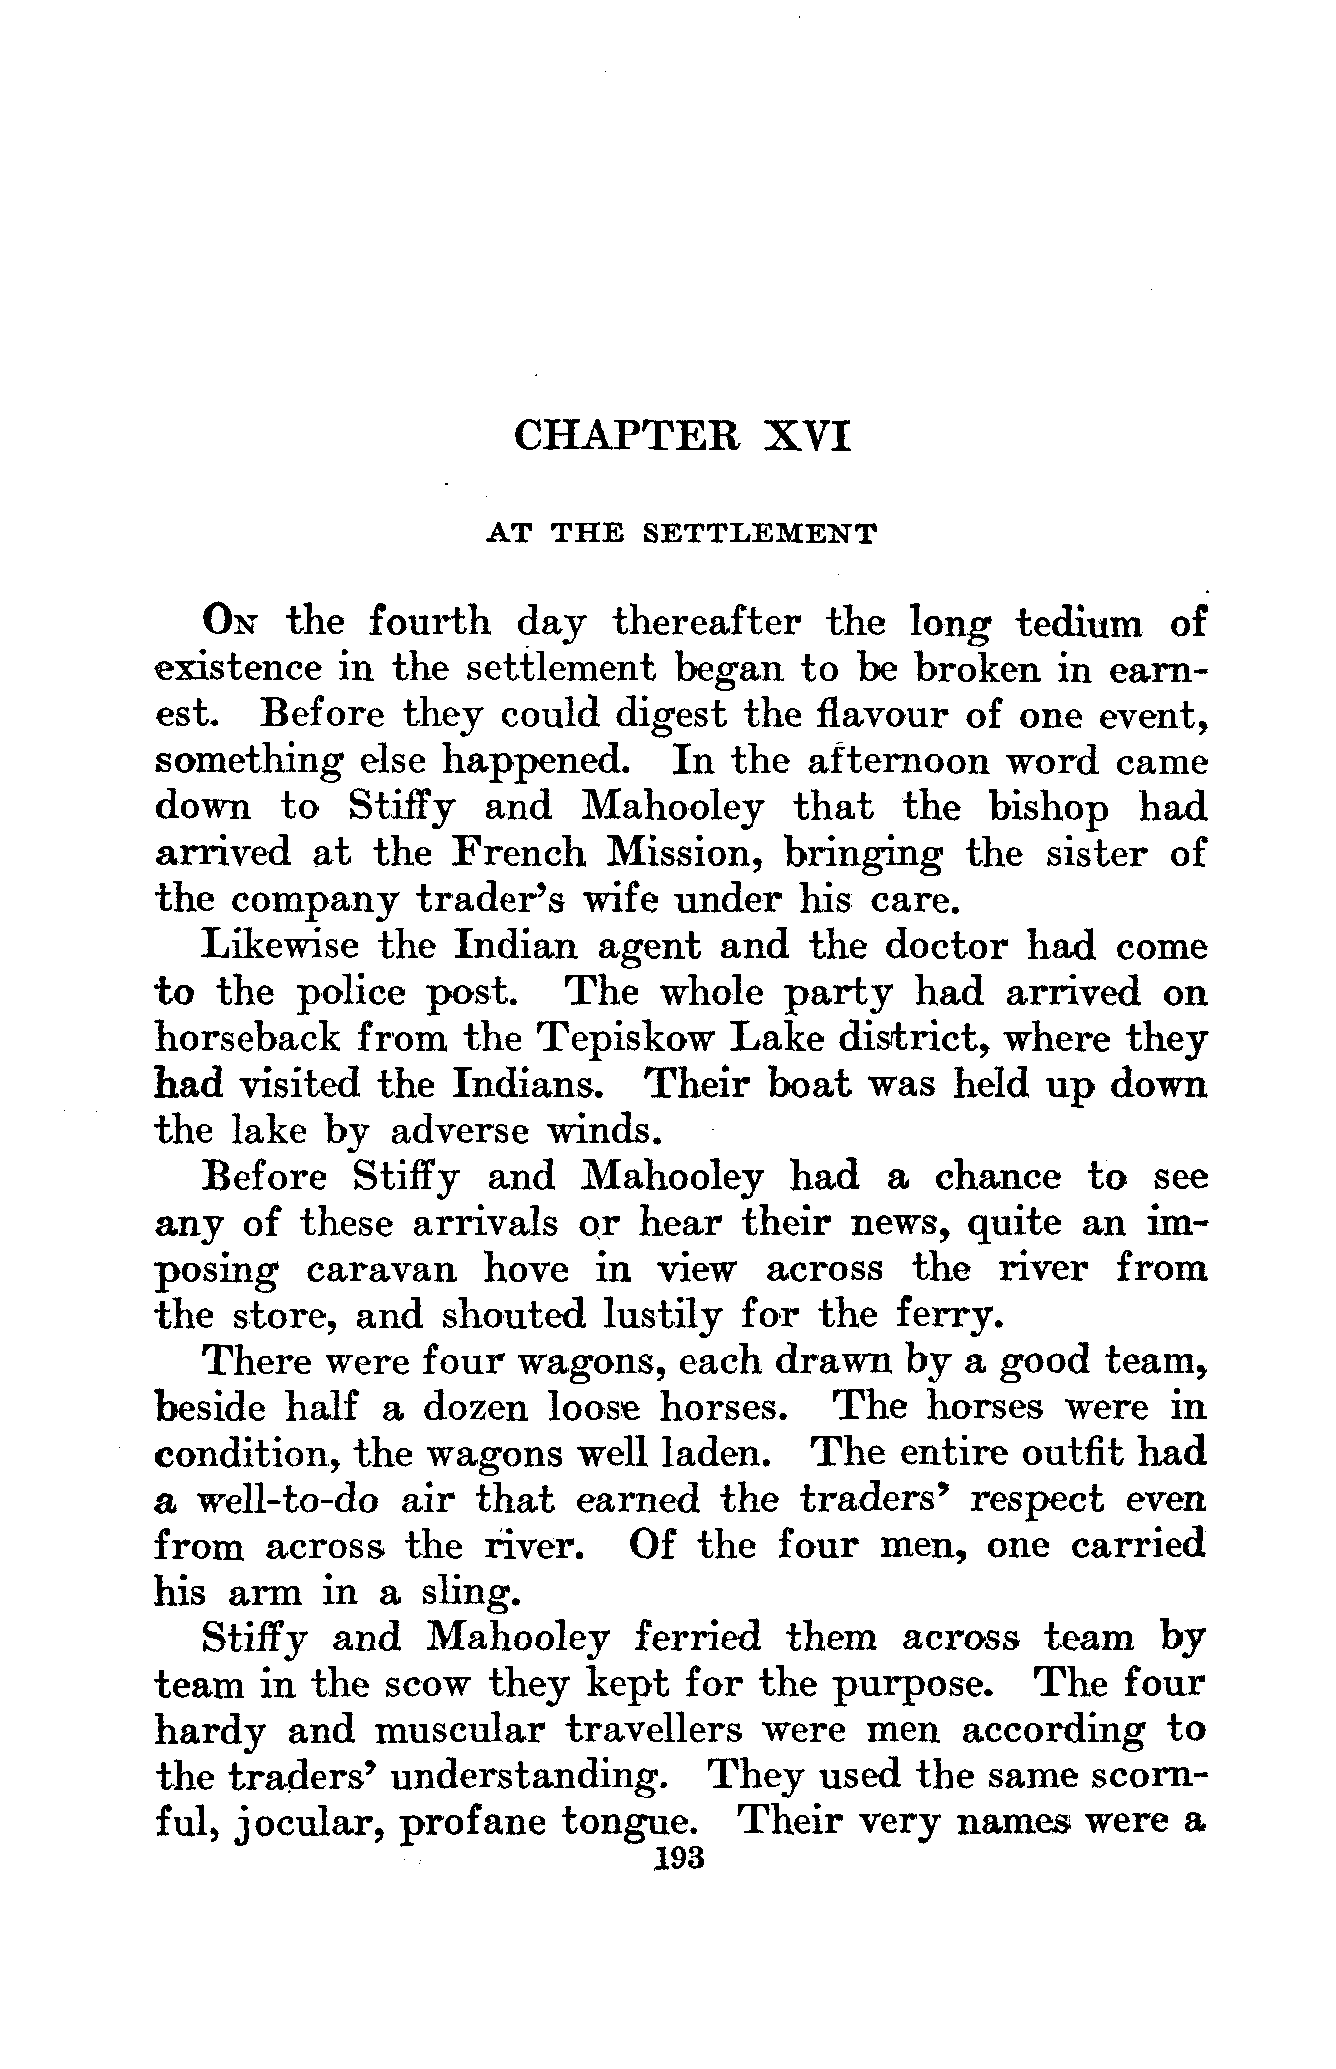 CHAPTER XVI
AT THE SETTLEMENT
ON the fourth day thereafter the long tedium of
existence in the settlement began to be broken in earn-
est. Before they could digest the flavour of one event,
something else happened. In the afternoon word came
down to Stiffy and Mahooley that the bishop had
arrived at the French Mission, bringing the sister of
the company trader's wife under his care.
Likewise the Indian agent and the doctor had come
to the police post. The whole party had arrived on
horseback from the Tepiskow Lake district, where they
had visited the Indians. Their boat was held up down
the lake by adverse winds.
Before Stiffy and Mahooley had a chance to see
any of these arrivals or hear their news, quite an im-
posing caravan hove in view across the river from
the store, and shouted lustily for the ferry.
There were four wagons, each drawn by a good team,
beside half a dozen loose horses. The horses were in
condition, the wagons well laden. The entire outfit had
a well-to-do air that earned the traders' respect even
from across the river. Of the four men, one carried
his arm in a sling.
Stiffy and Mahooley ferried them across team by
team in the scow they kept for the purpose. The four
hardy and muscular travellers were men according to
the traders' understanding. They used the same scorn-
ful, jocular, profane tongue. Their very names were a
193